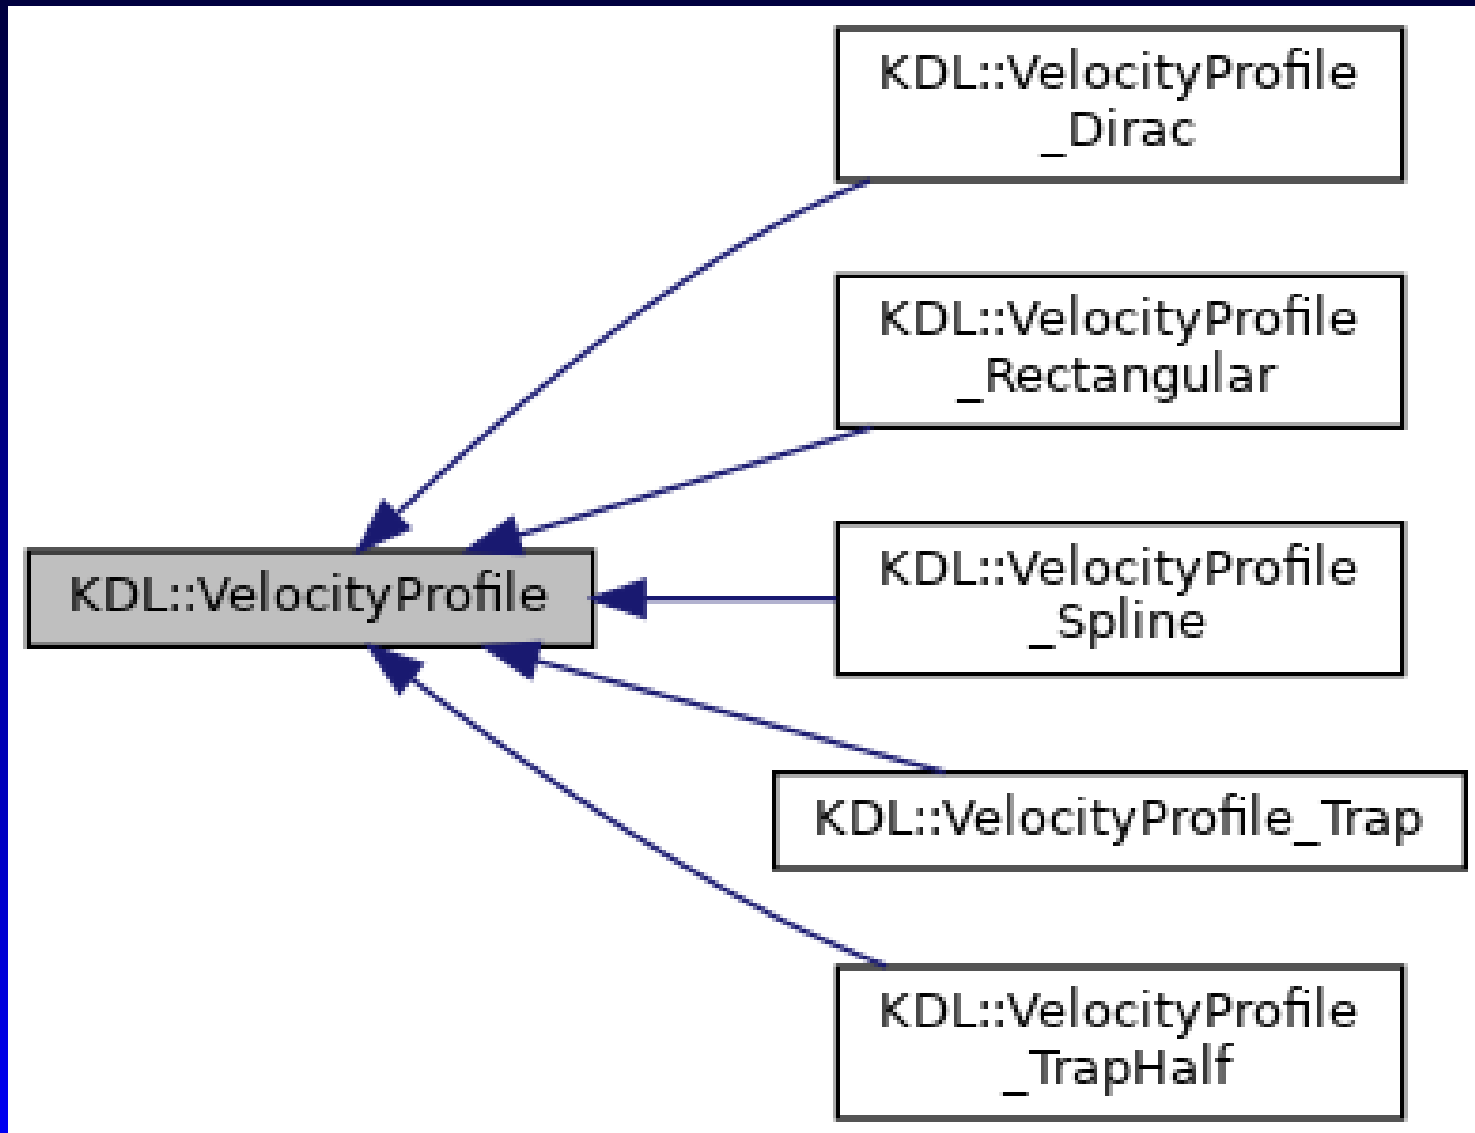 KDL::VelocityProfile
_Dirac
KDL::VelocityProfile
_Rectangular
KDL::VelocityProfile
KDL::VelocityProfile
_Spline
KDL::VelocityProfile_Trap
KDL::VelocityProfile
_TrapHalf